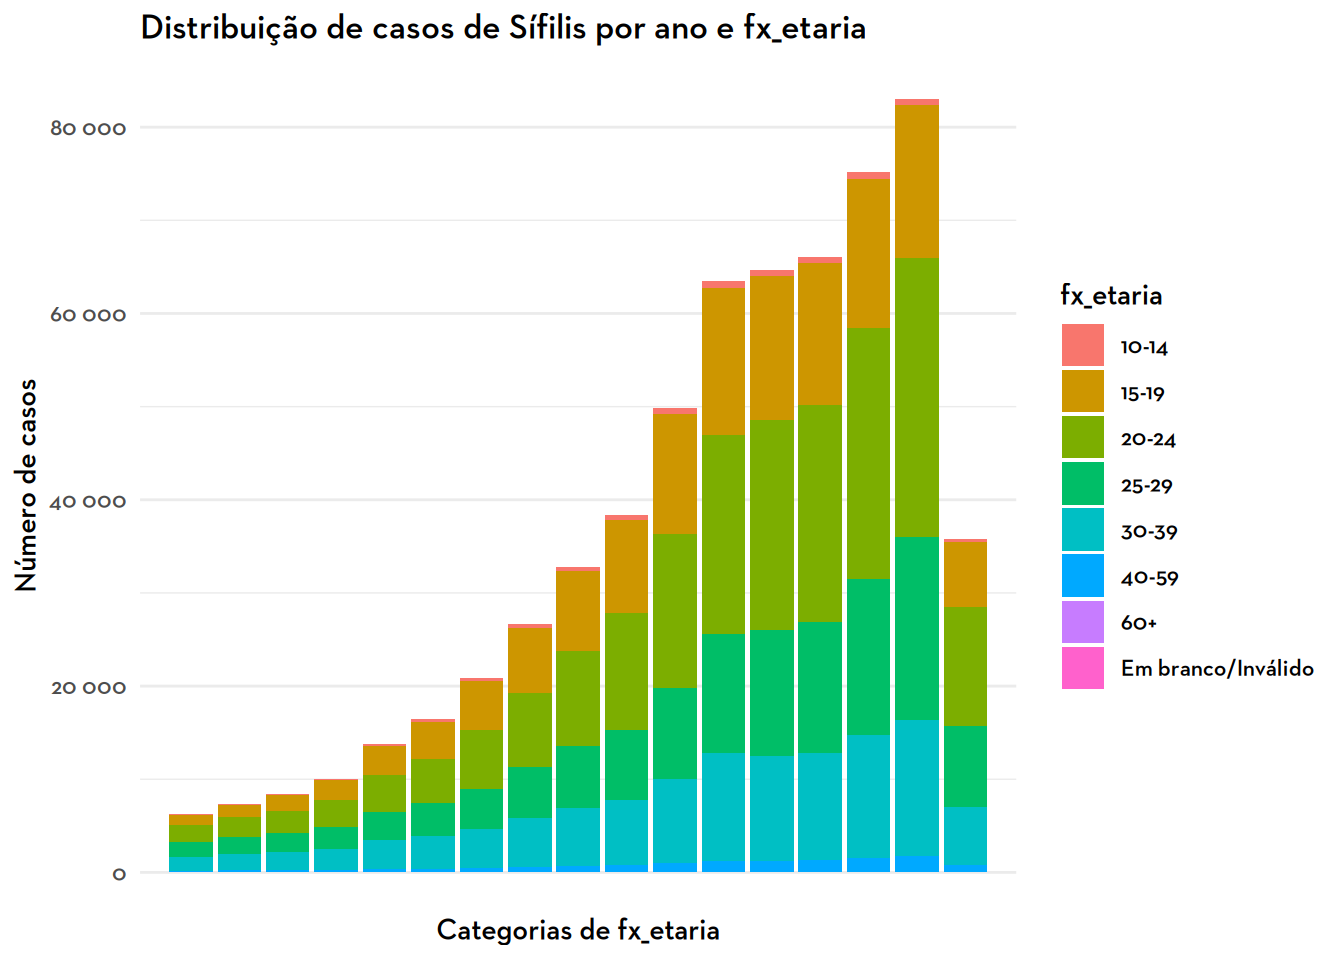 Distribuição de casos de Sífilis por ano e fx_etaria
80 000
60 000
40 000
20 000
0
Número de casos
Categorias de fx_etaria
fx_etaria
10-14
15-19
20-24
25-29
30-39
40-59
60+
Em branco/Inválido